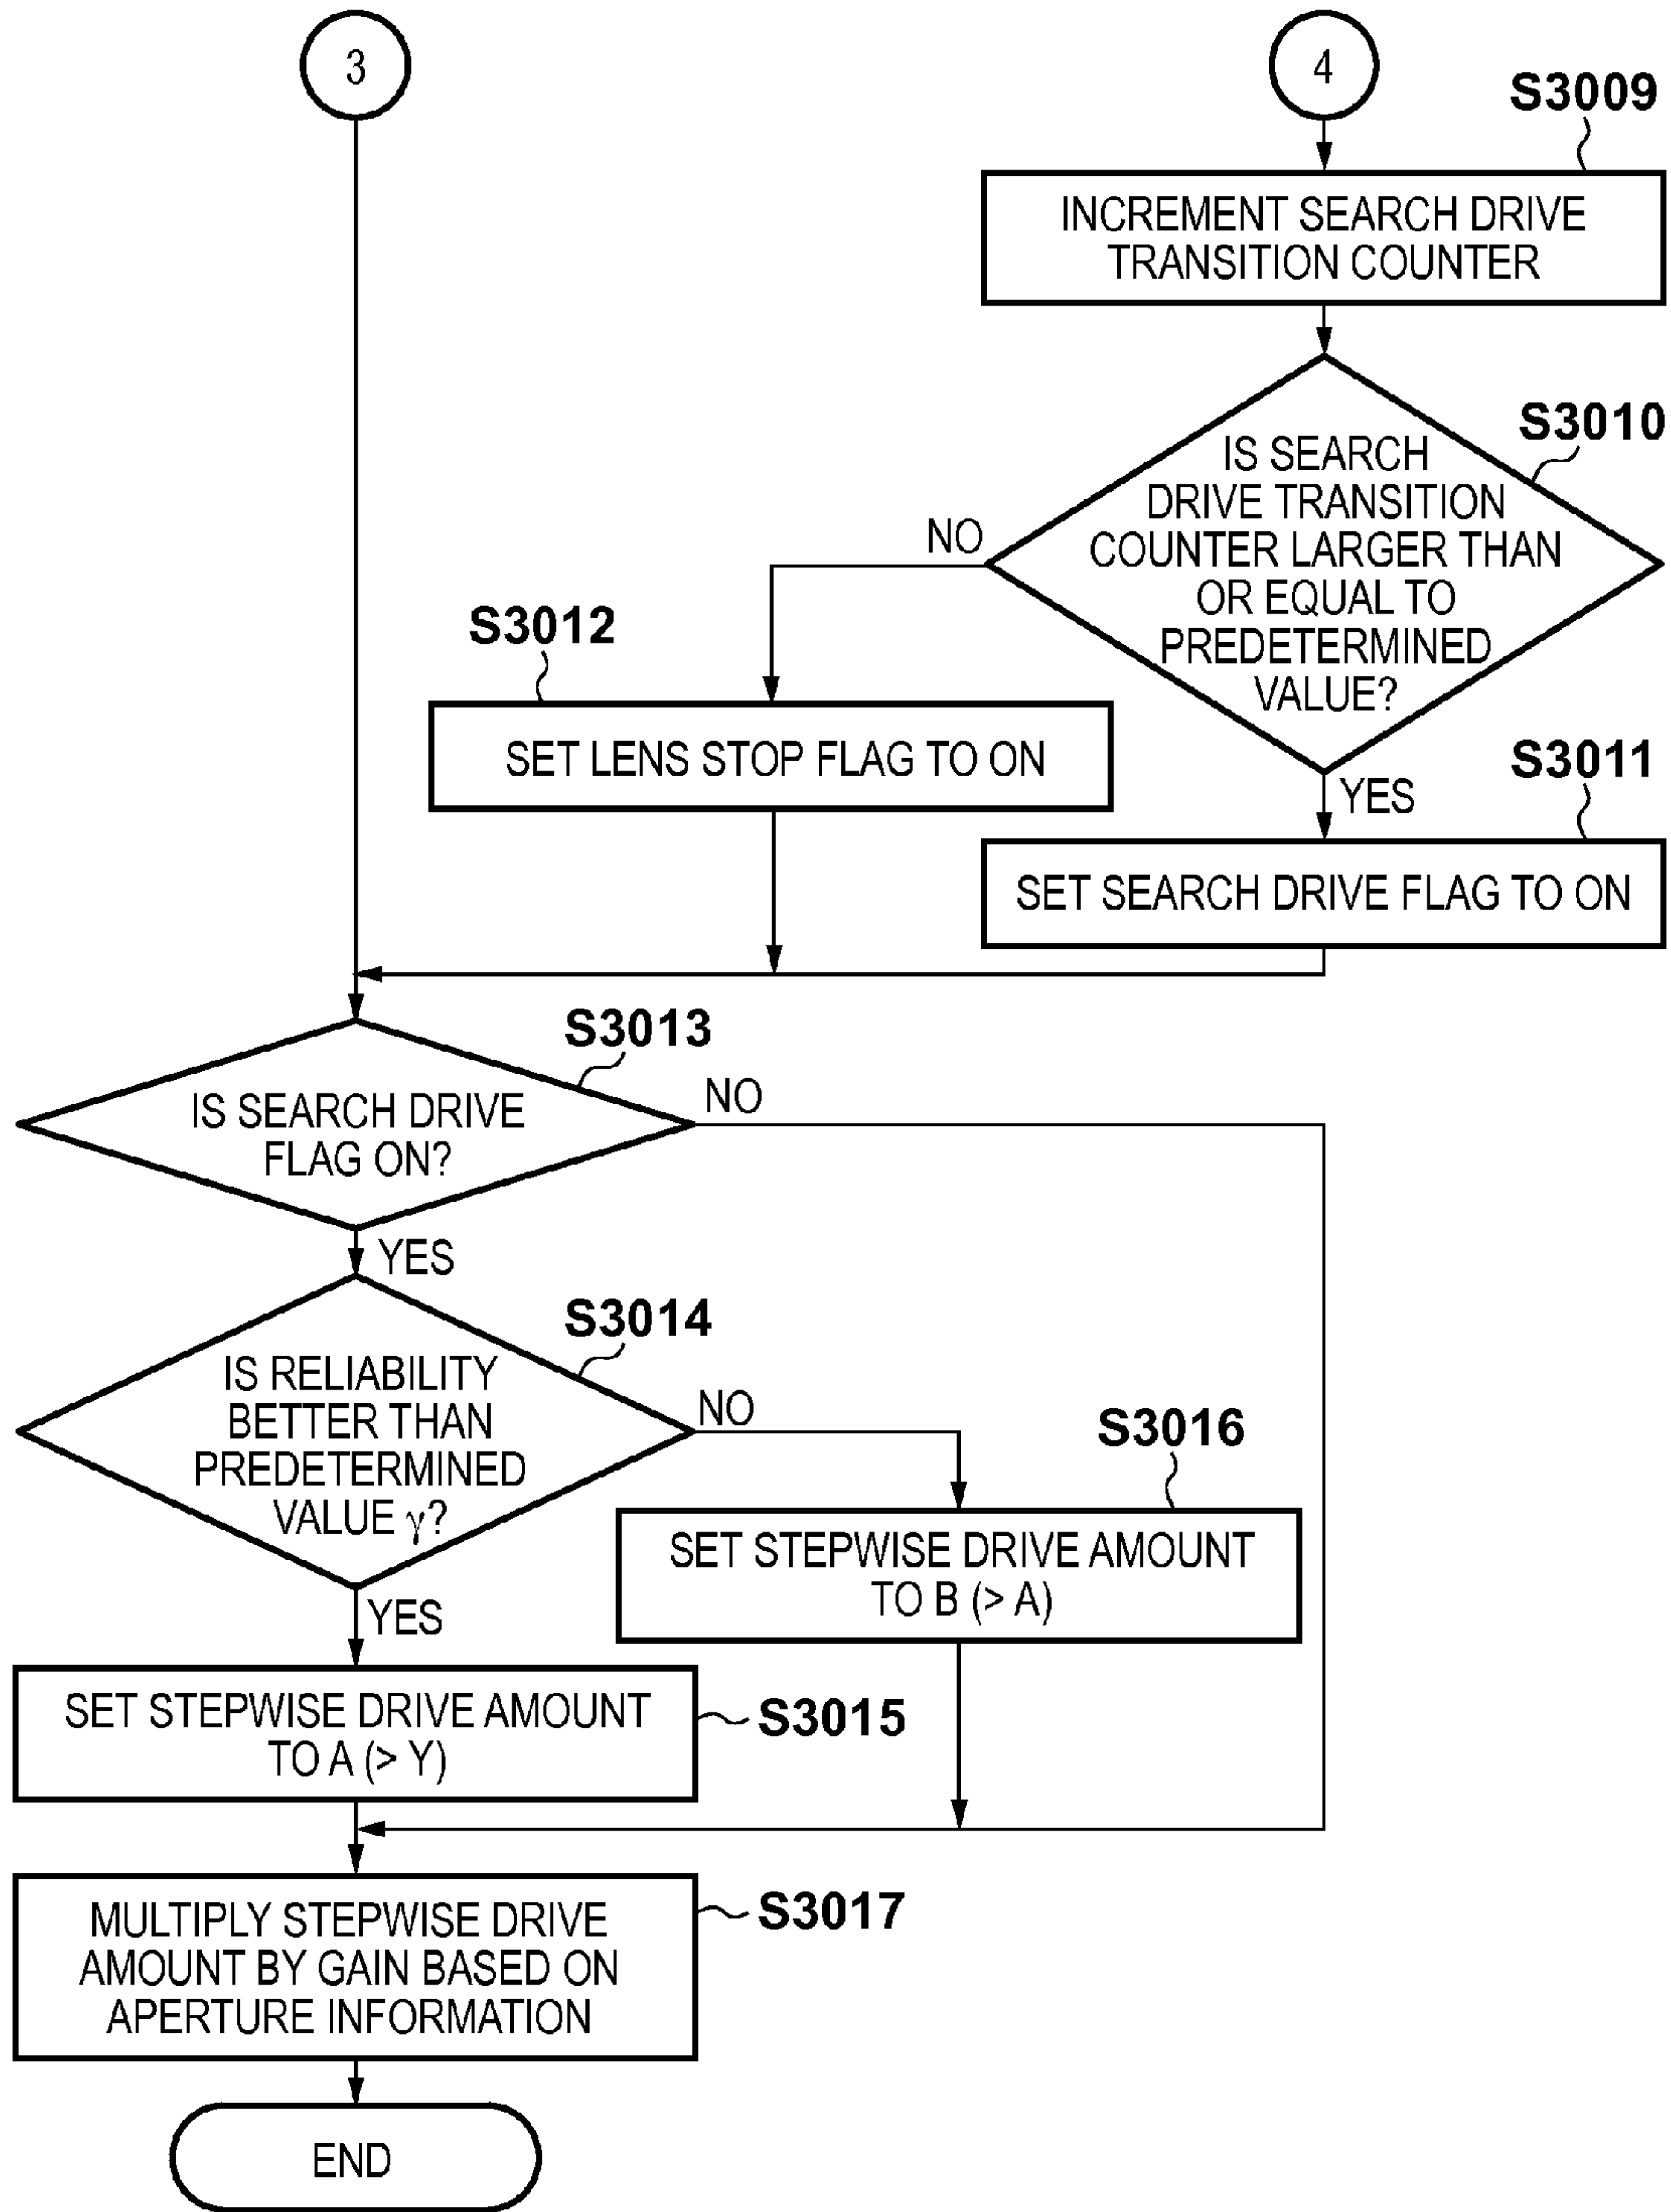 3
4
S3009
INCREMENT SEARCH DRIVE
TRANSITION COUNTER
S3010
IS SEARCH
DRIVE TRANSITION
COUNTER LARGER THAN
OR EQUAL TO
PREDETERMINED
VALUE?
NO
S3012
SET LENS STOP FLAG TO ON
YES
S3011
SET SEARCH DRIVE FLAG TO ON
S3013
IS SEARCH DRIVE
FLAG ON?
NO
YES
S3014
IS RELIABILITY
BETTER THAN
PREDETERMINED
VALUE γ?
NO
S3016
SET STEPWISE DRIVE AMOUNT
TO B (> A)
YES
SET STEPWISE DRIVE AMOUNT
TO A (> Y)
S3015
MULTIPLY STEPWISE DRIVE
AMOUNT BY GAIN BASED ON
APERTURE INFORMATION
S3017
END